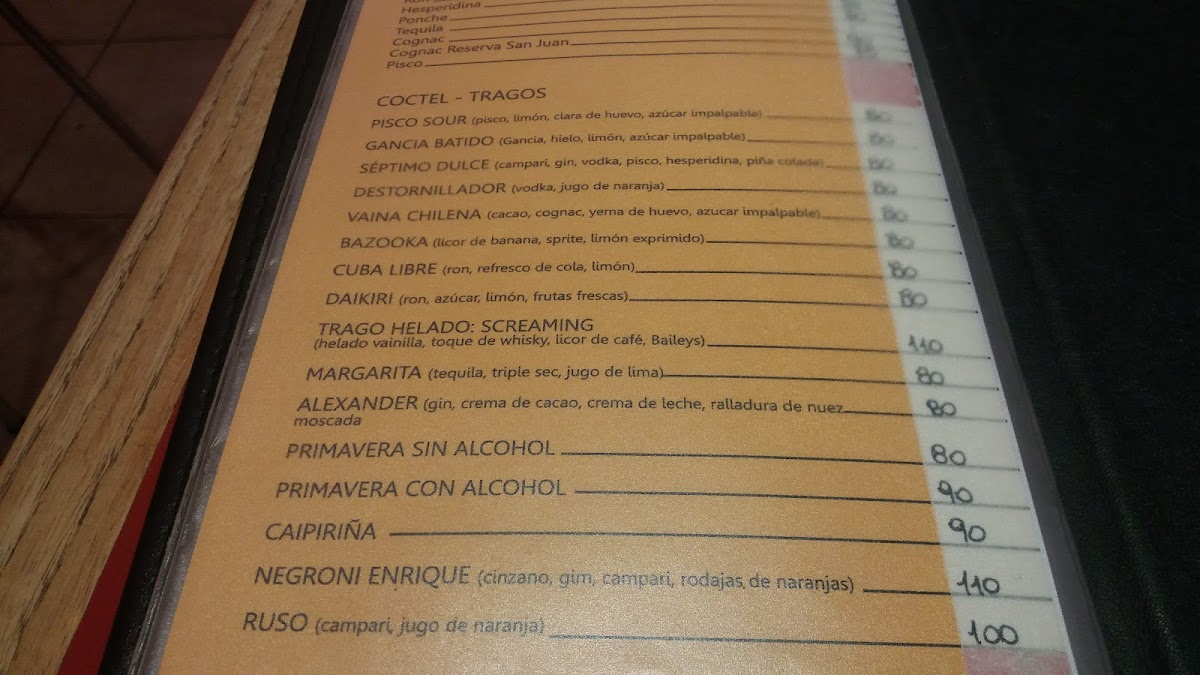 Hesperidina
Ponche
Tequila
Cognac
Cognac Reserva San Juan
Pisco
COCTEL - TRAGOS
PISCO SOUR (pisco, limón, clara de huevo, azúcar impalpable) 80
GANCIA BATIDO (Gancia, hielo, limón, azúcar impalpable) 80
SÉPTIMO DULCE (campari, gin, vodka, pisco, hesperidina, piña colada) 80
DESTORNILLADOR (vodka, jugo de naranja) 80
VAINA CHILENA (cacao, cognac, yema de huevo, azucar impalpable) 80
BAZOOKA (licor de banana, sprite, limón exprimido) 80
CUBA LIBRE (ron, refresco de cola, limón) 80
DAIKIRI (ron, azúcar, limón, frutas frescas) 80
TRAGO HELADO: SCREAMING
(helado vainilla, toque de whisky, licor de café, Baileys) 110
MARGARITA (tequila, triple sec, jugo de lima) 80
ALEXANDER (gin, crema de cacao, crema de leche, ralladura de nuez 80
moscada
PRIMAVERA SIN ALCOHOL 80
PRIMAVERA CON ALCOHOL 90
CAIPIRIÑA 90
NEGRONI ENRIQUE (cinzano, gim, campari, rodajas de naranjas) 110
RUSO (campari, jugo de naranja) 100